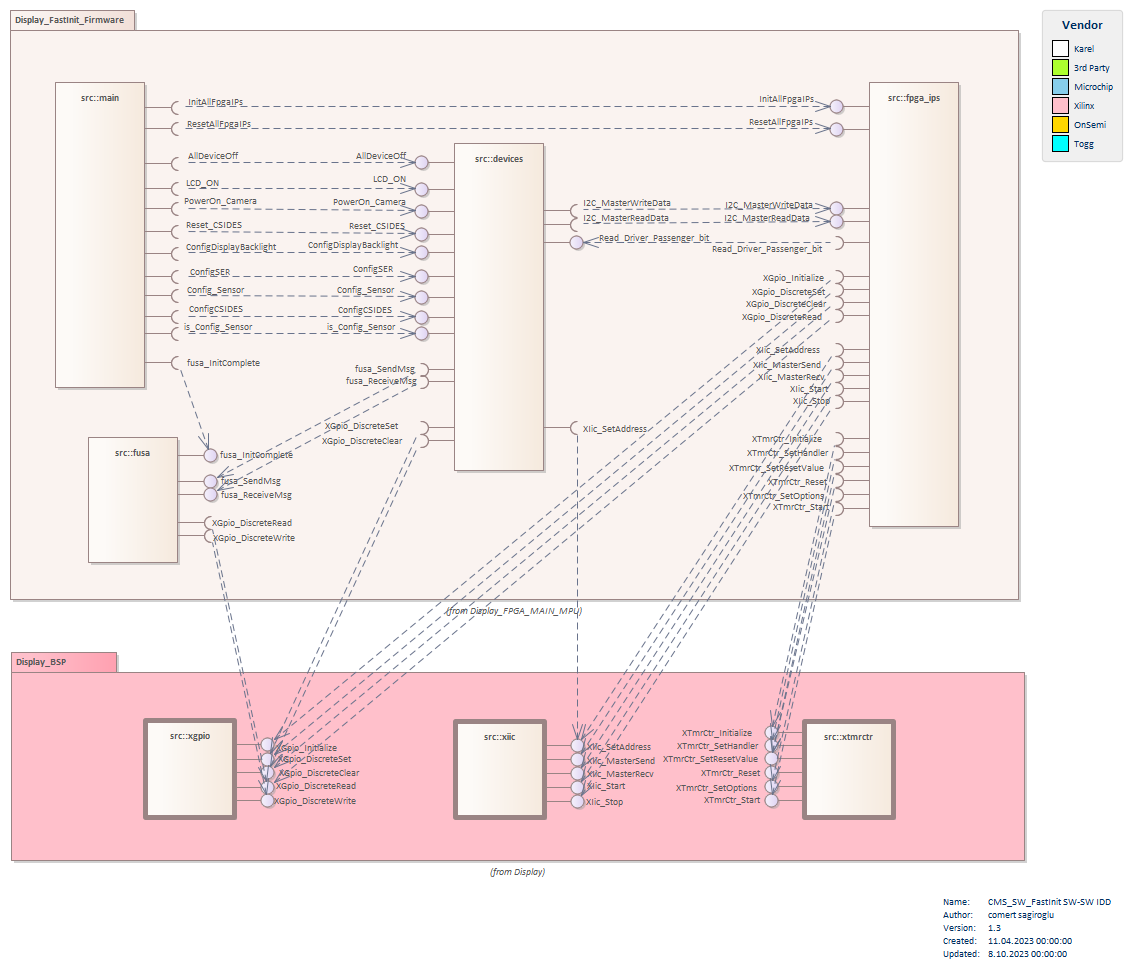 Display_FastInit_Firmware
Vendor
Karel
3rd Party
Microchip
Xilinx
OnSemi
Togg
src::main
InitAllFpgaIPs
ResetAllFpgaIPs
AllDeviceOff
LCD_ON
PowerOn_Camera
Reset_CSIDES
ConfigDisplayBacklight
ConfigSER
Config_Sensor
ConfigCSIDES
is_Config_Sensor
fusa_InitComplete
src::devices
AllDeviceOff
LCD_ON
PowerOn_Camera
Reset_CSIDES
ConfigDisplayBacklight
ConfigSER
Config_Sensor
ConfigCSIDES
is_Config_Sensor
fusa_SendMsg
fusa_ReceiveMsg
XGpio_DiscreteSet
XGpio_DiscreteClear
I2C_MasterWriteData
I2C_MasterReadData
Read_Driver_Passenger_bit
XIic_SetAddress
src::fpga_ips
InitAllFpgaIPs
ResetAllFpgaIPs
I2C_MasterWriteData
I2C_MasterReadData
Read_Driver_Passenger_bit
XGpio_Initialize
XGpio_DiscreteSet
XGpio_DiscreteClear
XGpio_DiscreteRead
XIic_SetAddress
XIic_MasterSend
XIic_MasterRecv
XIic_Start
XIic_Stop
XTmrCtr_Initialize
XTmrCtr_SetHandler
XTmrCtr_SetResetValue
XTmrCtr_Reset
XTmrCtr_SetOptions
XTmrCtr_Start
src::fusa
fusa_InitComplete
fusa_SendMsg
fusa_ReceiveMsg
XGpio_DiscreteRead
XGpio_DiscreteWrite
(from Display_FPGA_MAIN_MPU)
Display_BSP
src::xgpio
XGpio_Initialize
XGpio_DiscreteSet
XGpio_DiscreteClear
XGpio_DiscreteRead
XGpio_DiscreteWrite
src::xiic
XIic_SetAddress
XIic_MasterSend
XIic_MasterRecv
XIic_Start
XIic_Stop
XTmrCtr_Initialize
XTmrCtr_SetHandler
XTmrCtr_SetResetValue
XTmrCtr_Reset
XTmrCtr_SetOptions
XTmrCtr_Start
src::xtmrctr
(from Display)
Name: CMS_SW_FastInit SW-SW IDD
Author: comert sagiroglu
Version: 1.3
Created: 11.04.2023 00:00:00
Updated: 8.10.2023 00:00:00